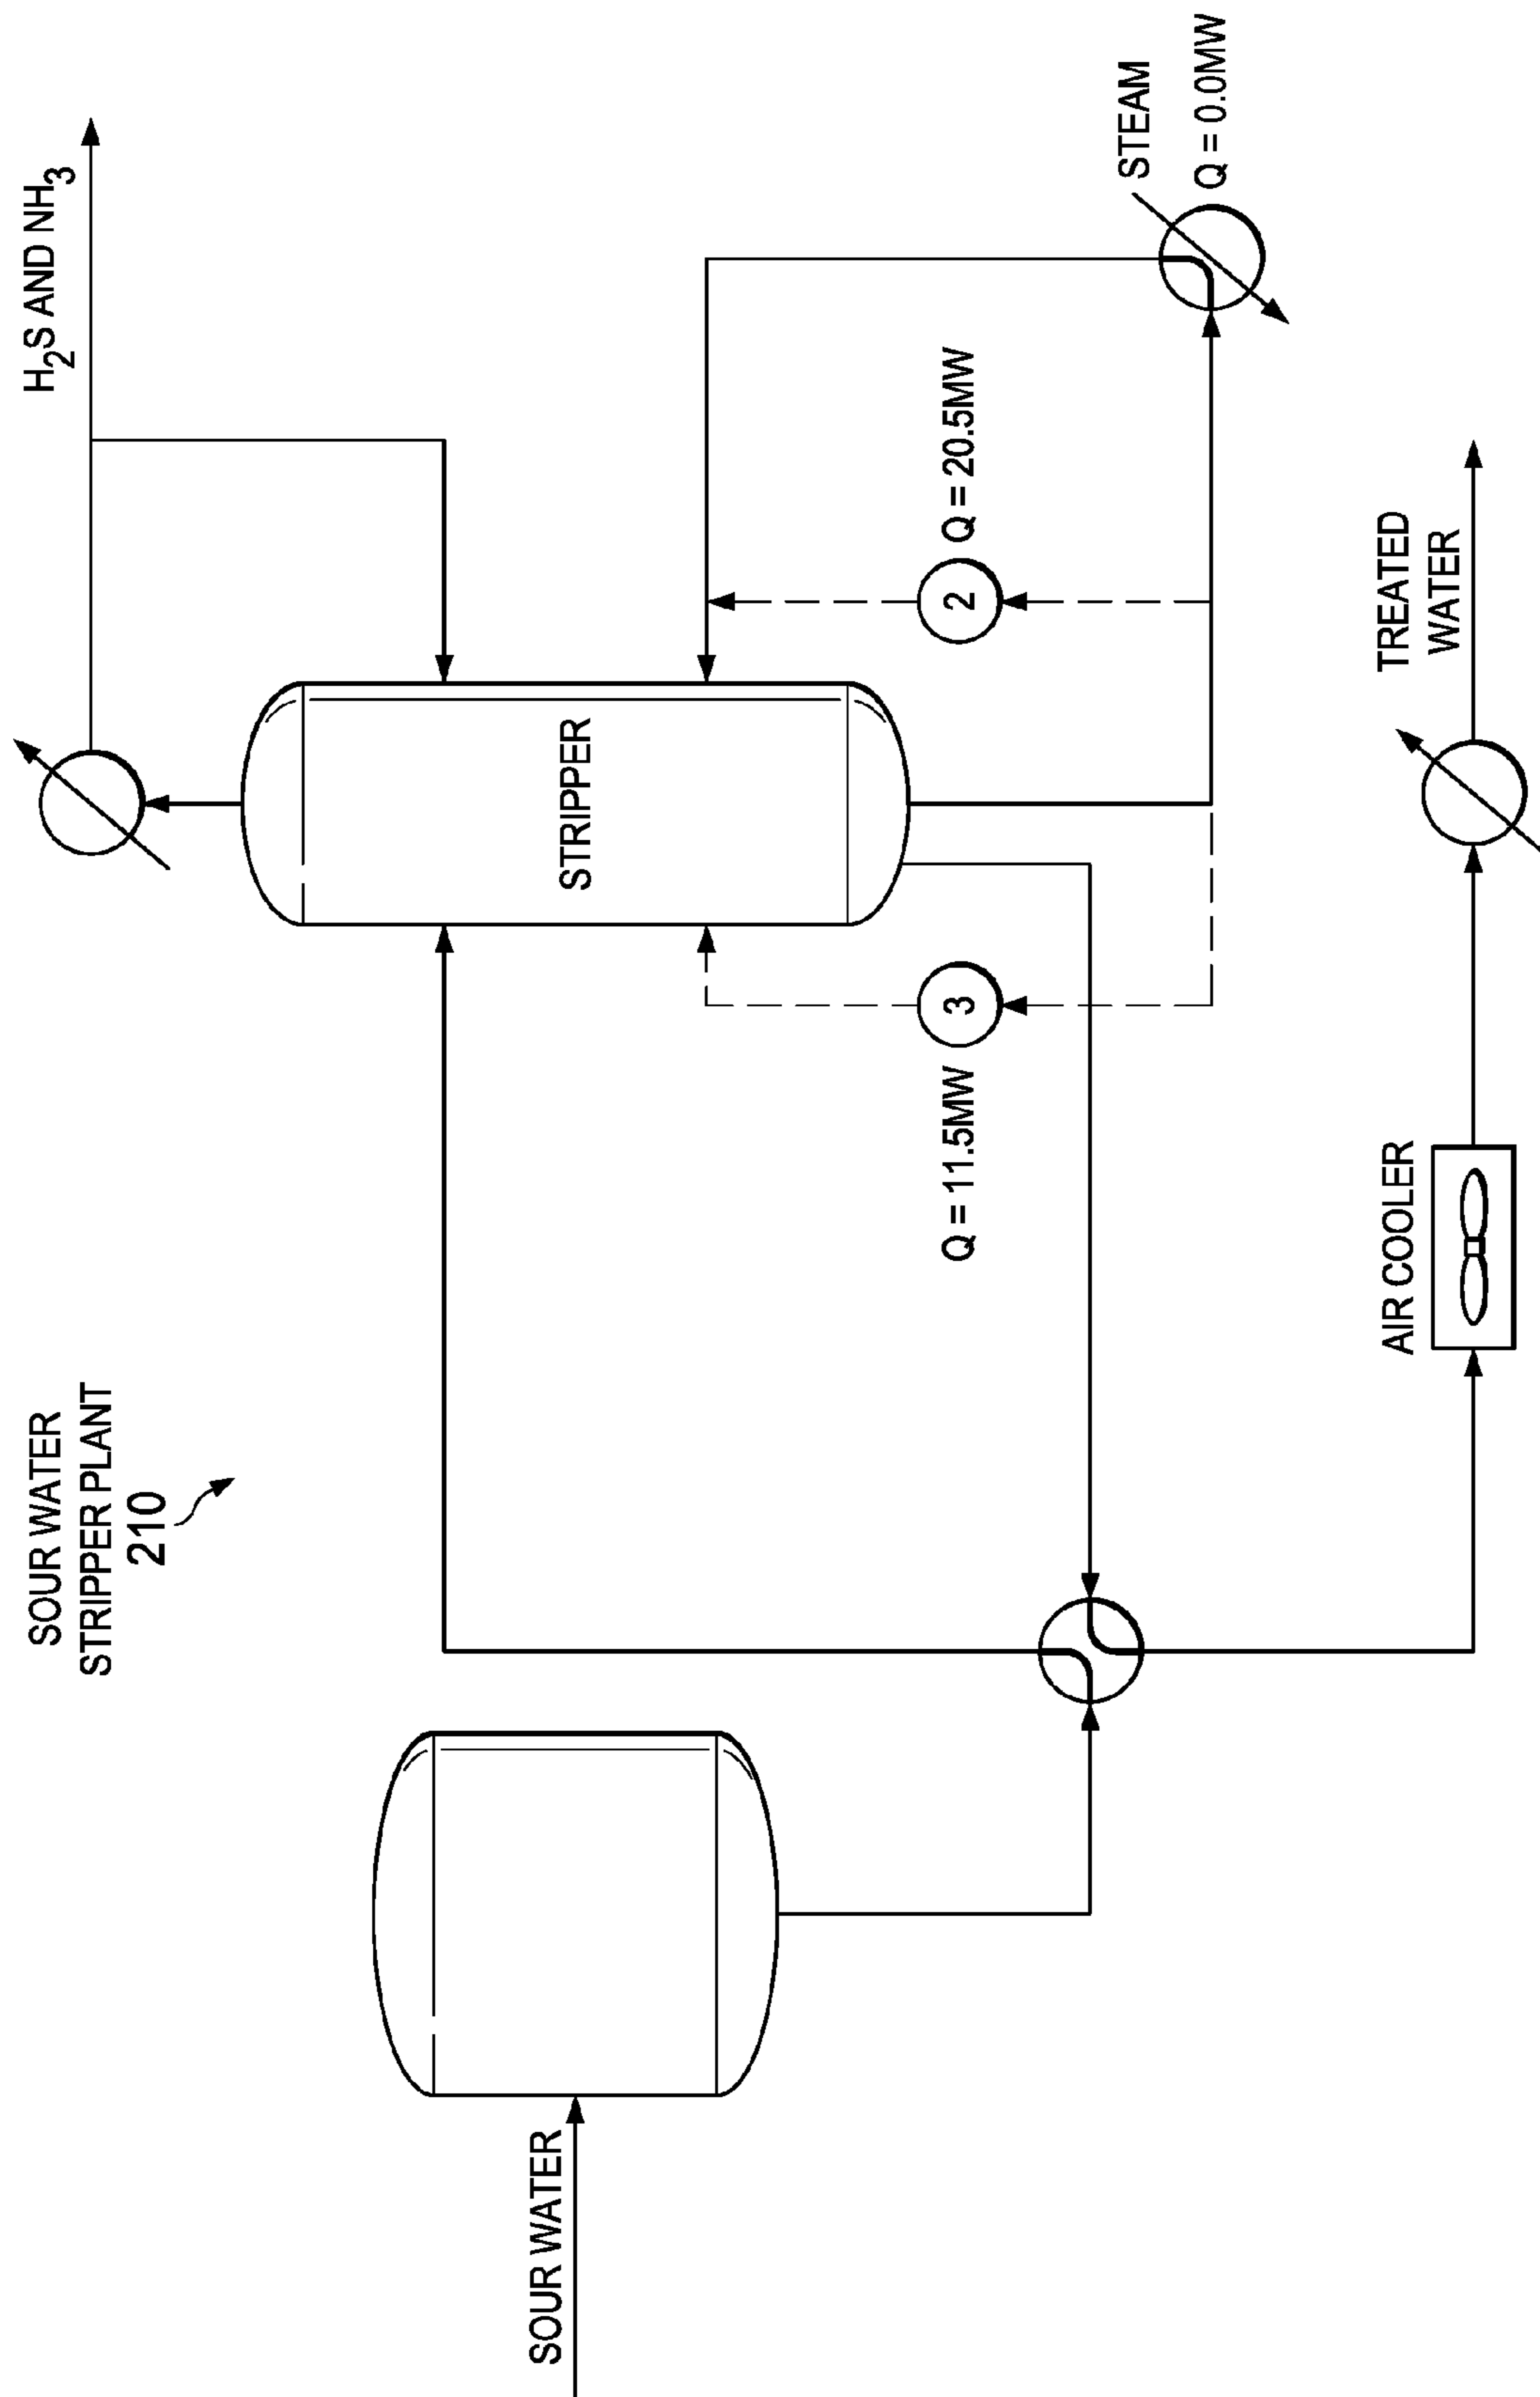 SOUR WATER
STRIPPER PLANT
210
SOUR WATER
H2S AND NH3
STRIPPER
3
Q = 11.5MW
2
Q = 20.5MW
STEAM
Q = 0.0MW
AIR COOLER
TREATED
WATER